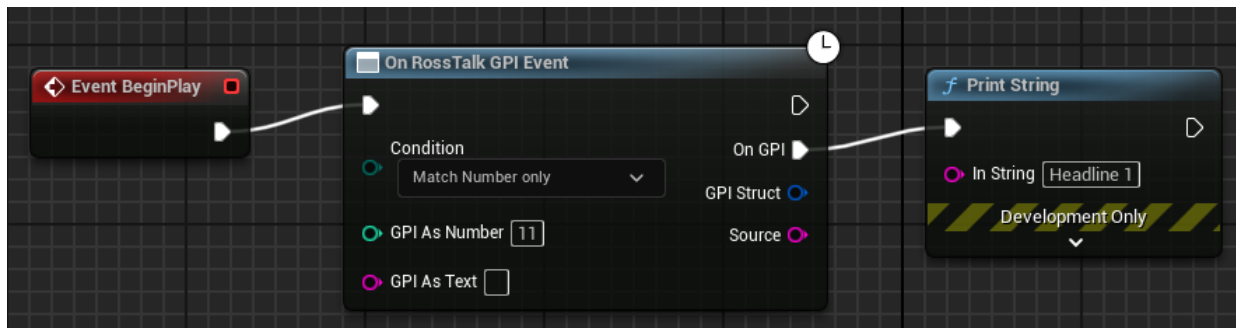 Event BeginPlay
On RossTalk GPI Event
Condition
Match Number only
On GPI
GPI Struct
GPI As Number 11
Source
GPI As Text
Print String
In String Headline 1
Development Only